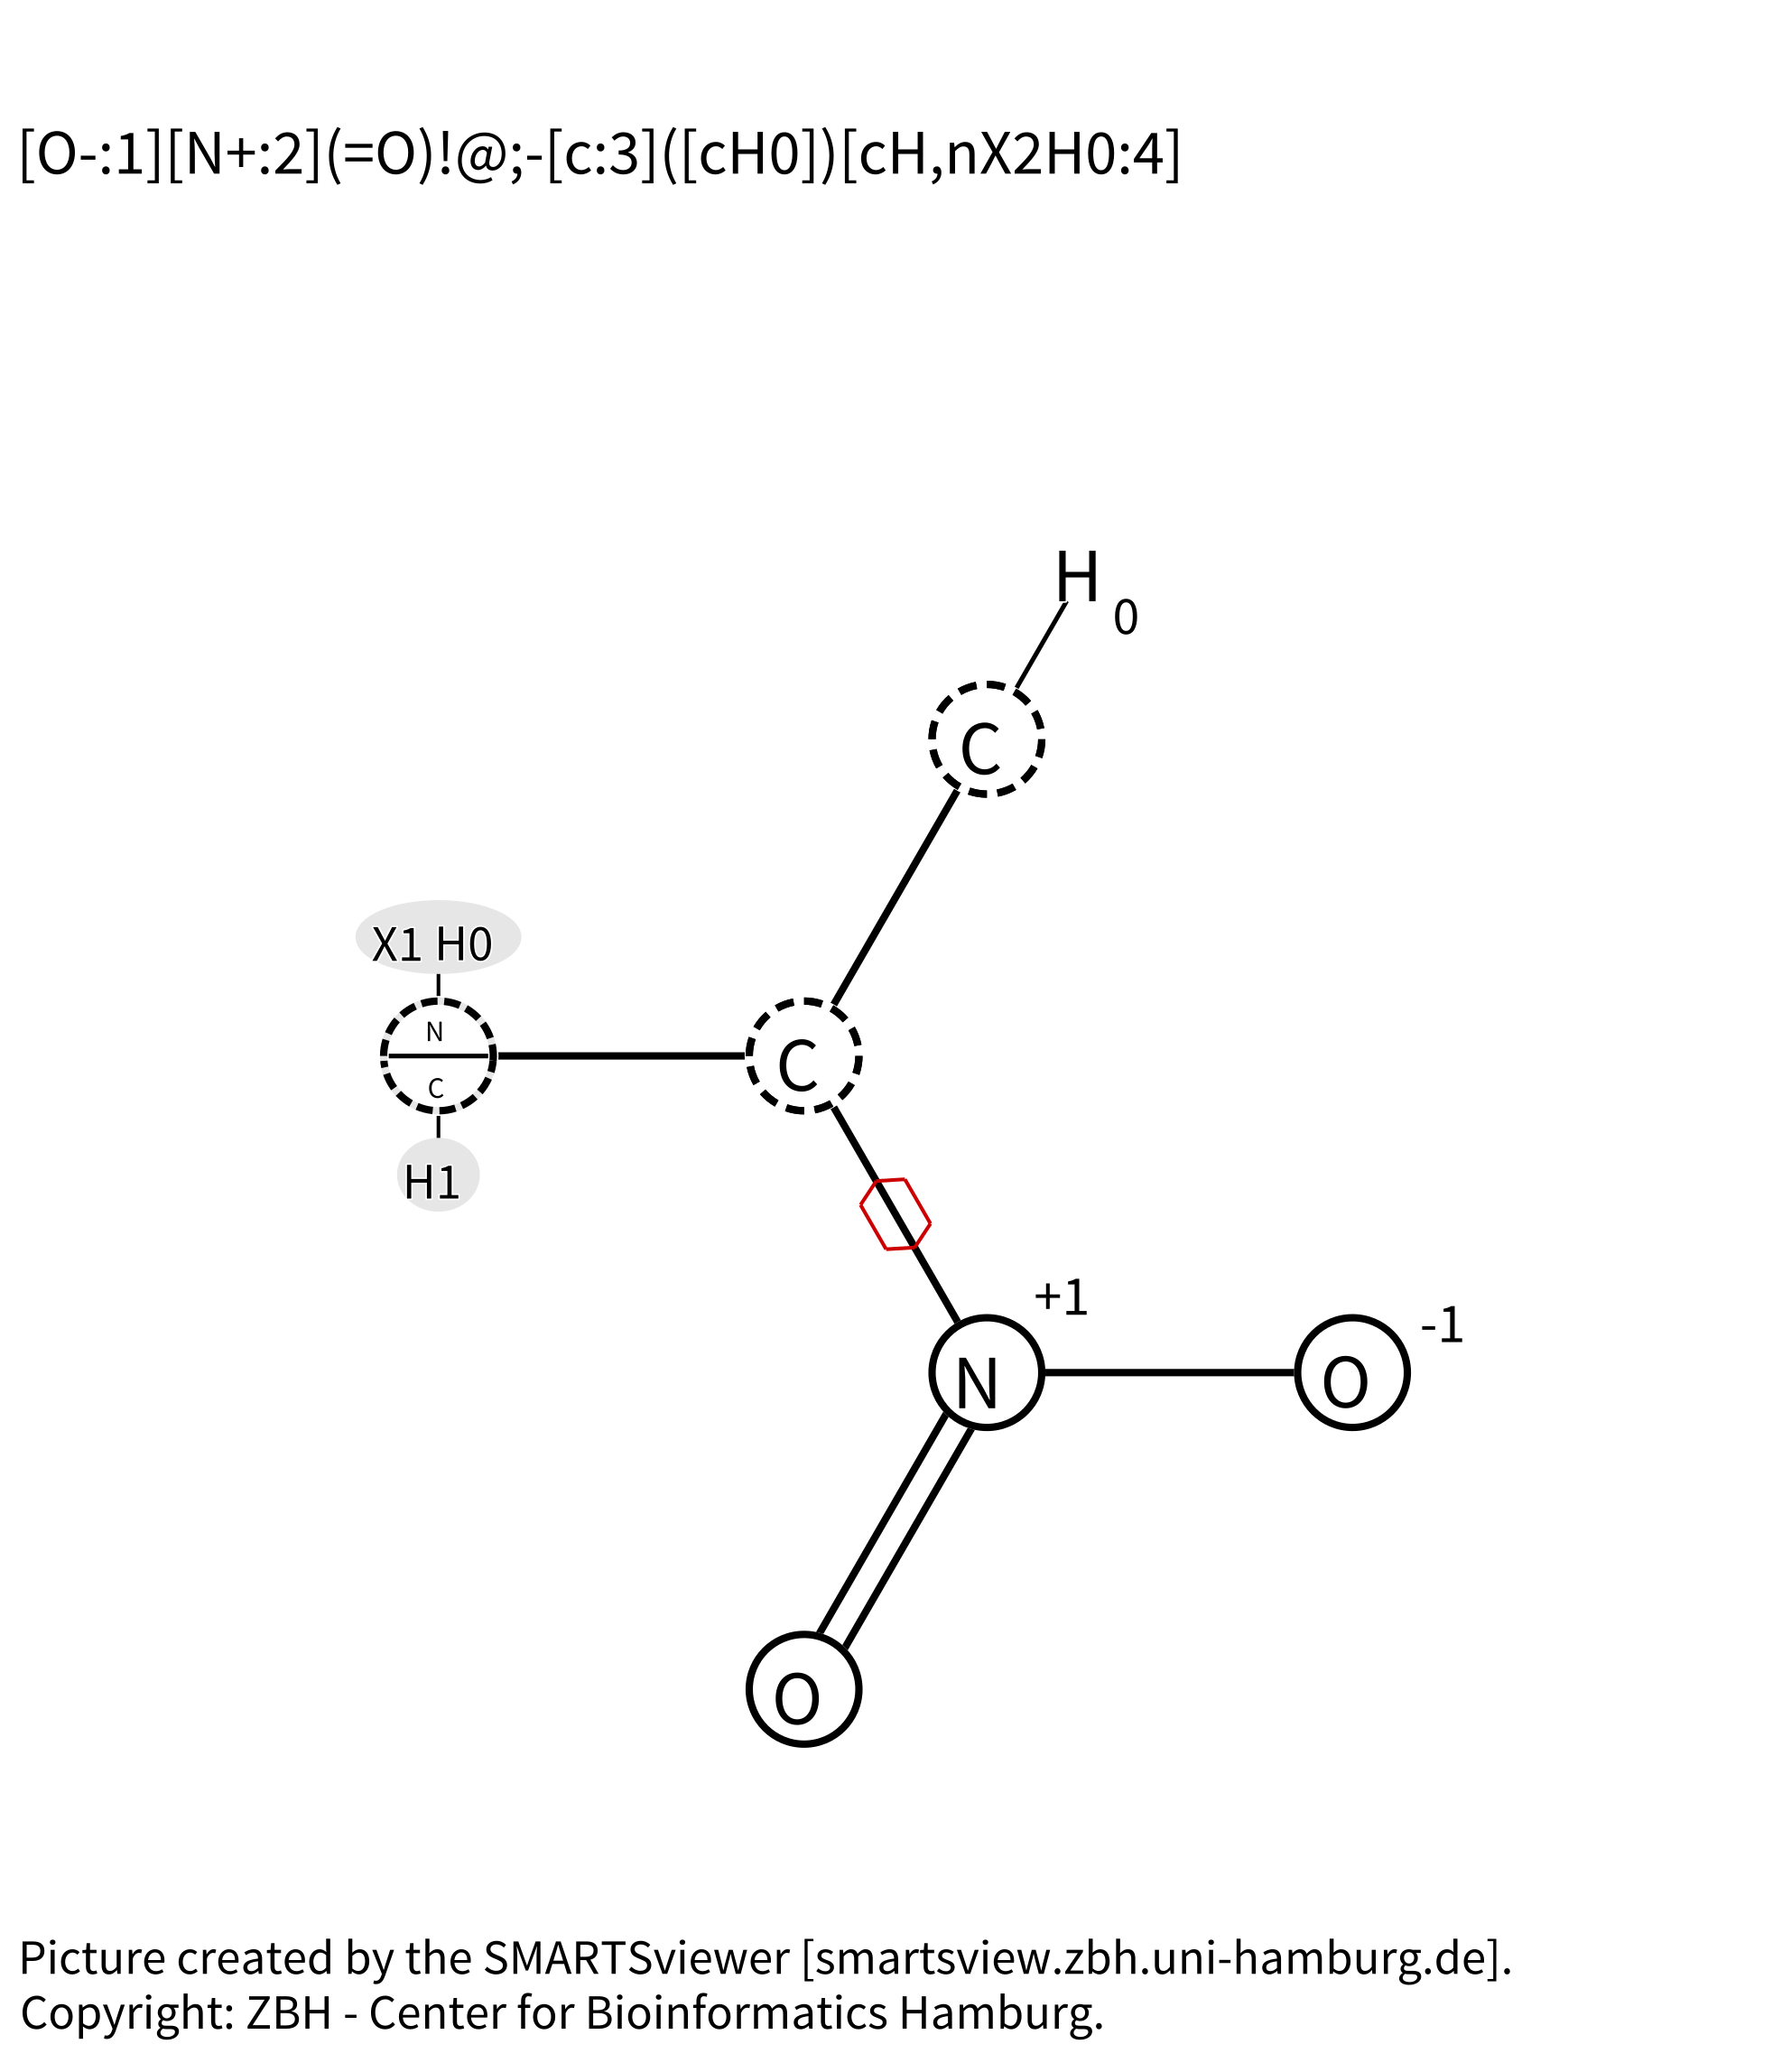 [O-:1][N+:2](=O)!@;-[c:3]([cH0])[cH,nX2H0:4]
H
0
C
X1 H0
N
C
C
H1
+1
-1
N
O
O
Picture created by the SMARTSviewer [smartsview.zbh.uni-hamburg.de].
Copyright: ZBH - Center for Bioinformatics Hamburg.